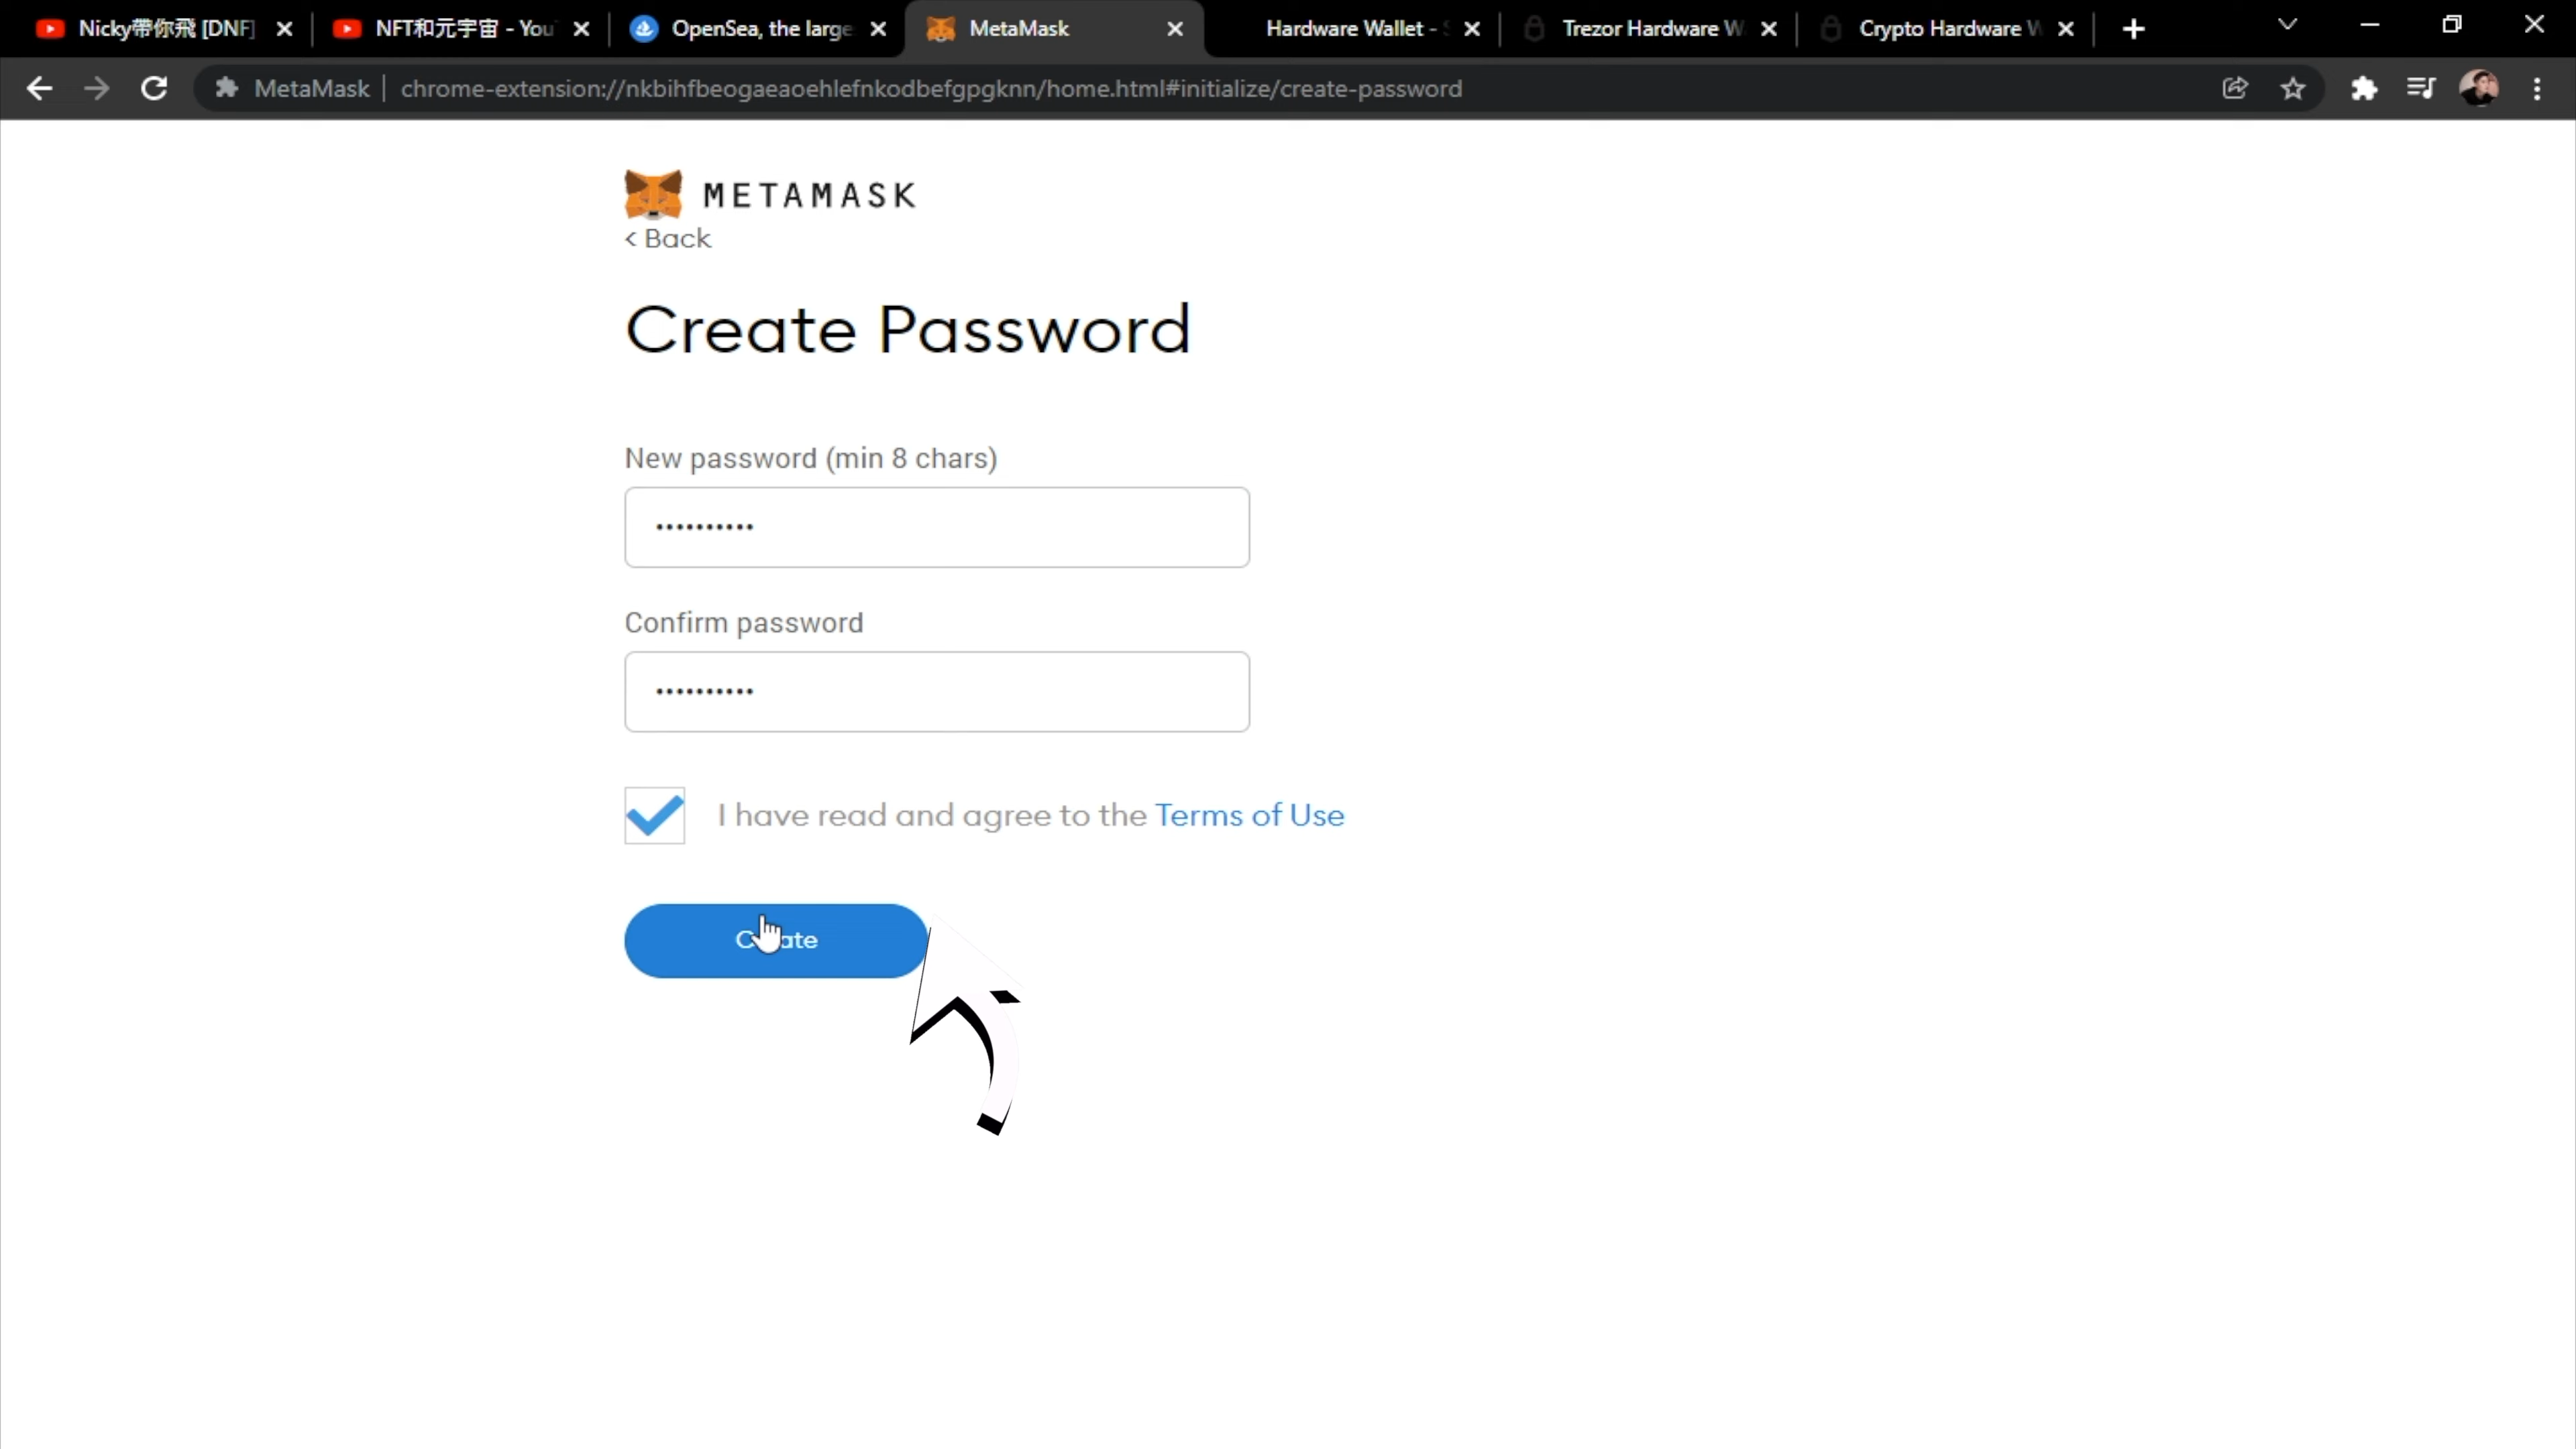 Nicky帶你飛 [DNF]
NFT和元宇宙 - You
OpenSea, the large
MetaMask
Hardware Wallet -
Trezor Hardware W
Crypto Hardware W
MetaMask
chrome-extension://nkbihfbeogaeaoehlefnkodbefgpgknn/home.html#initialize/create-password
METAMASK
< Back
Create Password
New password (min 8 chars)
••••••••••
Confirm password
••••••••••
I have read and agree to the Terms of Use
Create